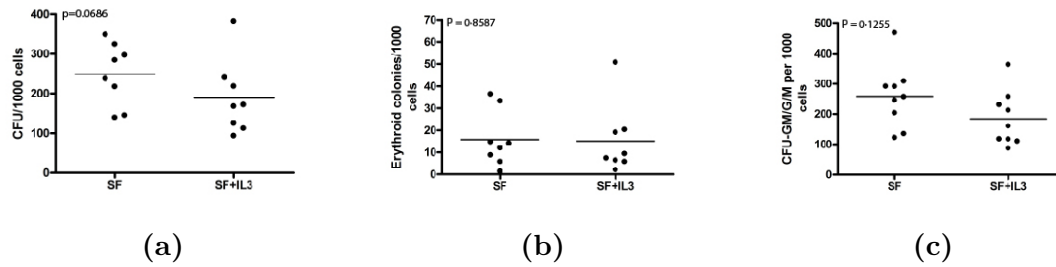 p=0.0686
CFU/1000 cells
400
300
200
100
0
SF
SF+IL3
(a)
P = 0·8587
Erythroid colonies/1000
cells
70
60
50
40
30
20
10
0
SF
SF+IL3
(b)
P = 0·1255
CFU-GM/G/M per 1000
cells
500
400
300
200
100
0
SF
SF+IL3
(c)